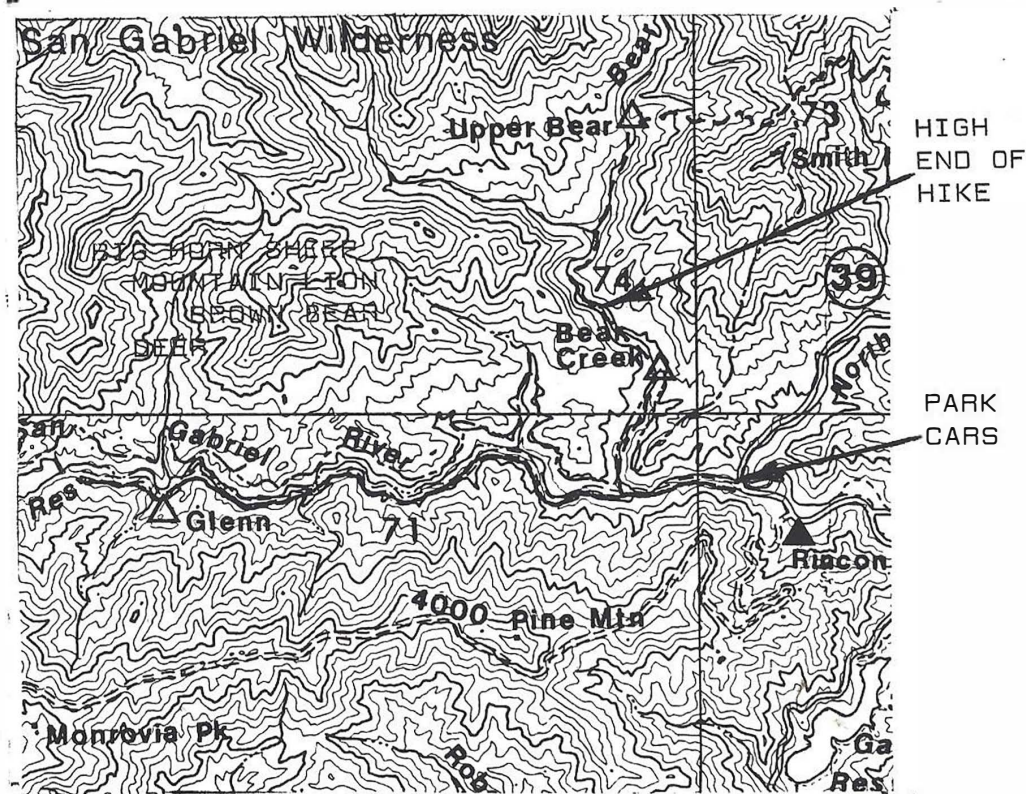 San Gabriel Wilderness
Bear
Upper Bear
73
Smith
HIGH
END OF
HIKE
BIG HORN SHEEP
MOUNTAIN LION
BROWN BEAR
DEER
74
39
Bear
Creek
North
PARK
CARS
San
Gabriel
River
Res
Glenn
71
Rincon
4000
Pine Mtn
Monrovia Pk
Rob
Ga
Res